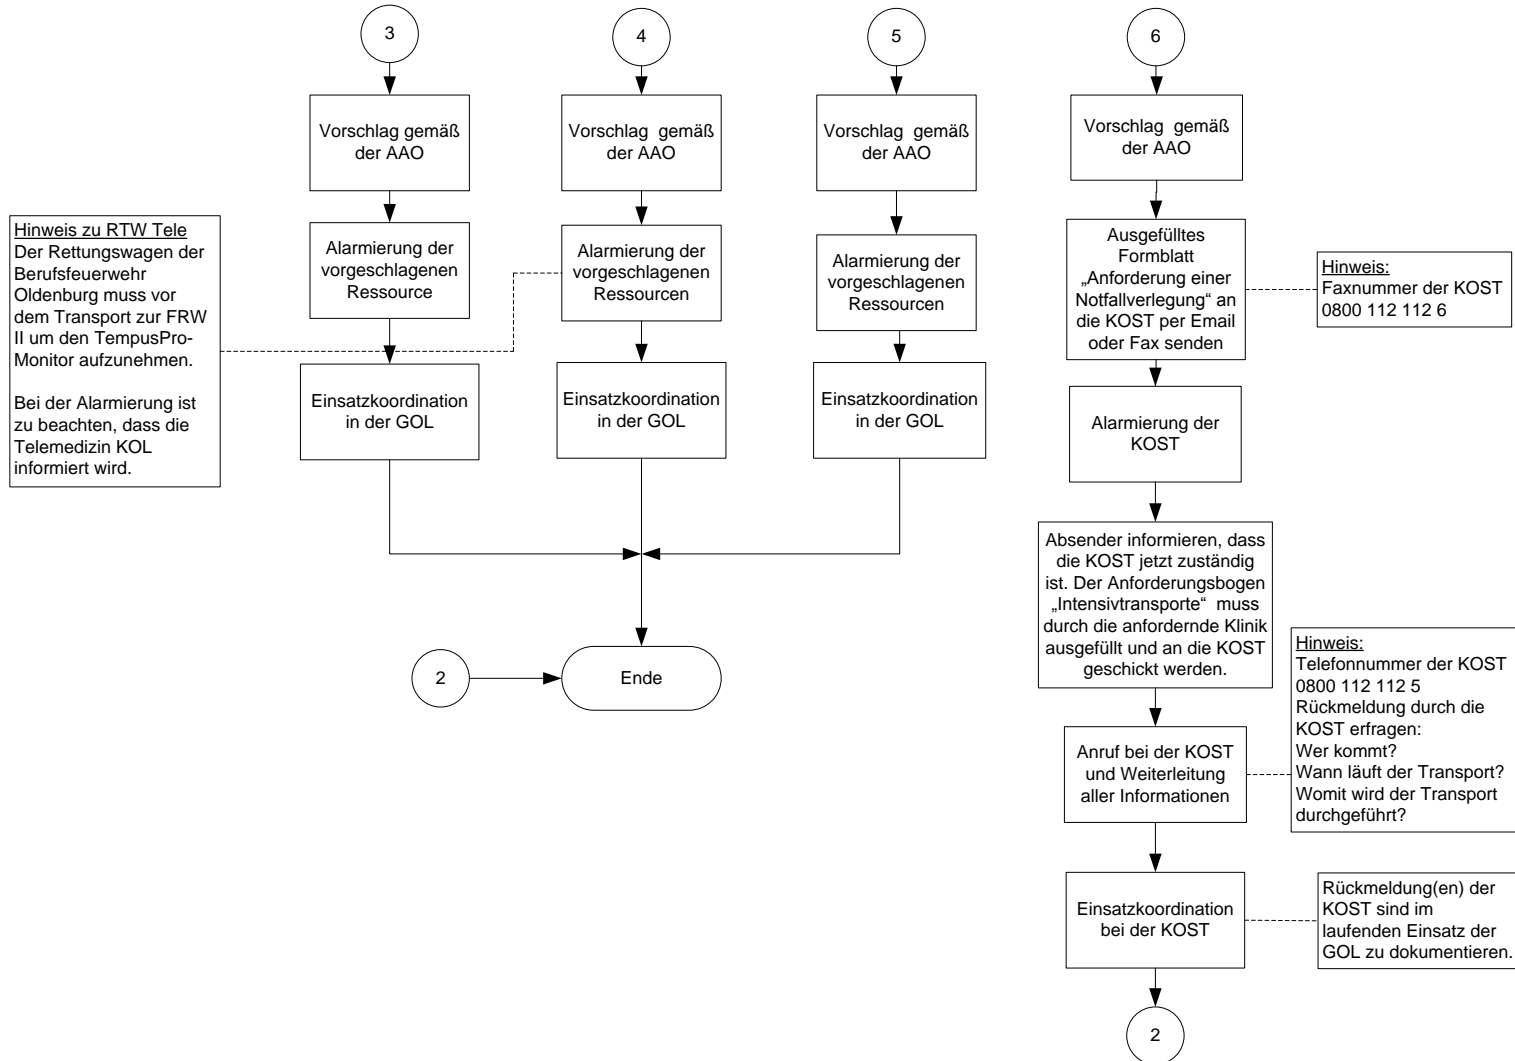 3
4
5
6
Vorschlag gemäß
der AAO
Vorschlag gemäß
der AAO
Vorschlag gemäß
der AAO
Vorschlag gemäß
der AAO
Hinweis zu RTW Tele
Der Rettungswagen der
Berufsfeuerwehr
Oldenburg muss vor
dem Transport zur FRW
II um den TempusPro-
Monitor aufzunehmen.
Bei der Alarmierung ist
zu beachten, dass die
Telemedizin KOL
informiert wird.
Alarmierung der
vorgeschlagenen
Ressource
Alarmierung der
vorgeschlagenen
Ressourcen
Alarmierung der
vorgeschlagenen
Ressourcen
Ausgefülltes
Formblatt
„Anforderung einer
Notfallverlegung“ an
die KOST per Email
oder Fax senden
Hinweis:
Faxnummer der KOST
0800 112 112 6
Einsatzkoordination
in der GOL
Einsatzkoordination
in der GOL
Einsatzkoordination
in der GOL
Alarmierung der
KOST
Absender informieren, dass
die KOST jetzt zuständig
ist. Der Anforderungsbogen
„Intensivtransporte“ muss
durch die anfordernde Klinik
ausgefüllt und an die KOST
geschickt werden.
2
Ende
Anruf bei der KOST
und Weiterleitung
aller Informationen
Hinweis:
Telefonnummer der KOST
0800 112 112 5
Rückmeldung durch die
KOST erfragen:
Wer kommt?
Wann läuft der Transport?
Womit wird der Transport
durchgeführt?
Einsatzkoordination
bei der KOST
Rückmeldung(en) der
KOST sind im
laufenden Einsatz der
GOL zu dokumentieren.
2